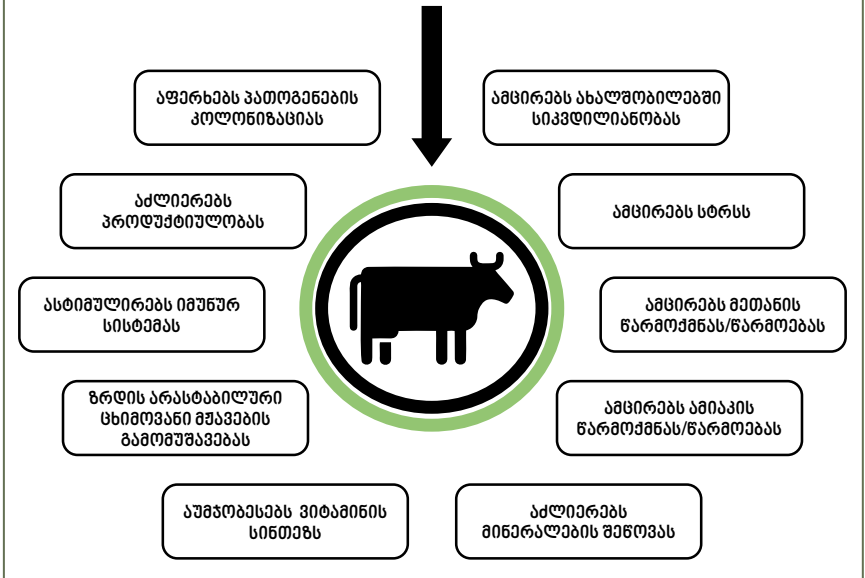 აფერხებს პათოგენების
კოლონიზაციას
ამცირებს ახალშობილებში
სიკვდილიანობას
აძლიერებს
პროდუქტიულობას
ამცირებს სტრსს
ასტიმულირებს იმუნურ
სისტემას
ამცირებს მეთანის
წარმოქმნას/წარმოებას
ზრდის არასტაბილური
ცხიმოვანი მჟავების
გამომუშავებას
ამცირებს ამიაკის
წარმოქმნას/წარმოებას
აუმჯობესებს ვიტამინის
სინთეზს
აძლიერებს
მინერალების შეწოვას